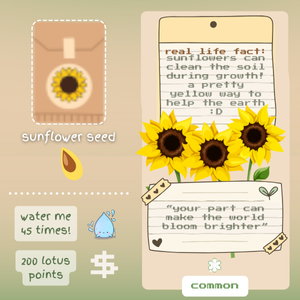 sunflower seed
water me
45 times!
200 lotus
points
real life fact:
sunflowers can
clean the soil
during growth!
a pretty
yellow way to
help the earth
:D
"your part can
make the world
bloom brighter"
common